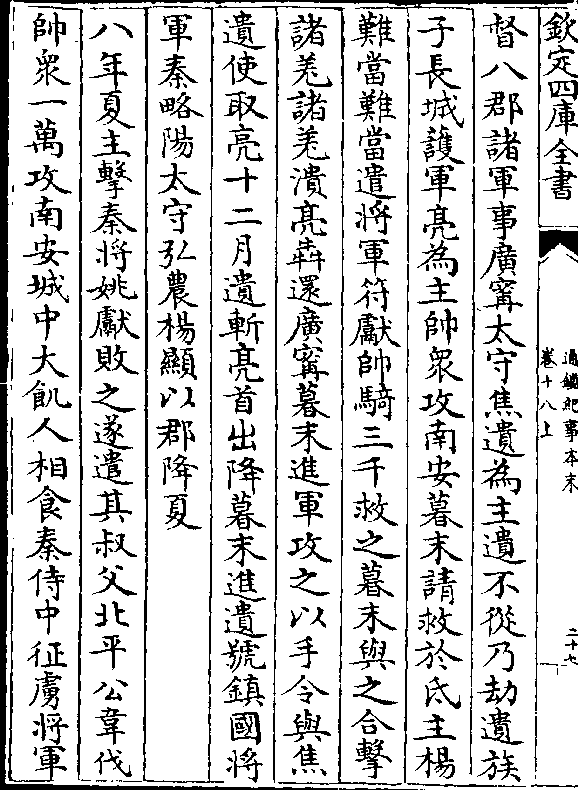 欽定四庫全書
通鑑紀事本末
卷十八上
二十七
督八郡諸軍事廣寗太守焦遺為主遺不從乃劫遺族
子長城護軍亮為主帥衆攻南安暮末請救於氐主楊
難當難當遣將軍符獻帥騎三千救之暮末與之合擊
諸羌諸羌潰亮奔還廣寗暮末進軍攻之以手令與焦
遺使取亮十二月遺斬亮首出降暮末進遺號鎮國將
軍秦略陽太守弘農楊顯以郡降夏
八年夏主擊秦將姚獻敗之遂遣其叔父北平公韋伐
帥衆一萬攻南安城中大飢人相食秦侍中征虜將軍